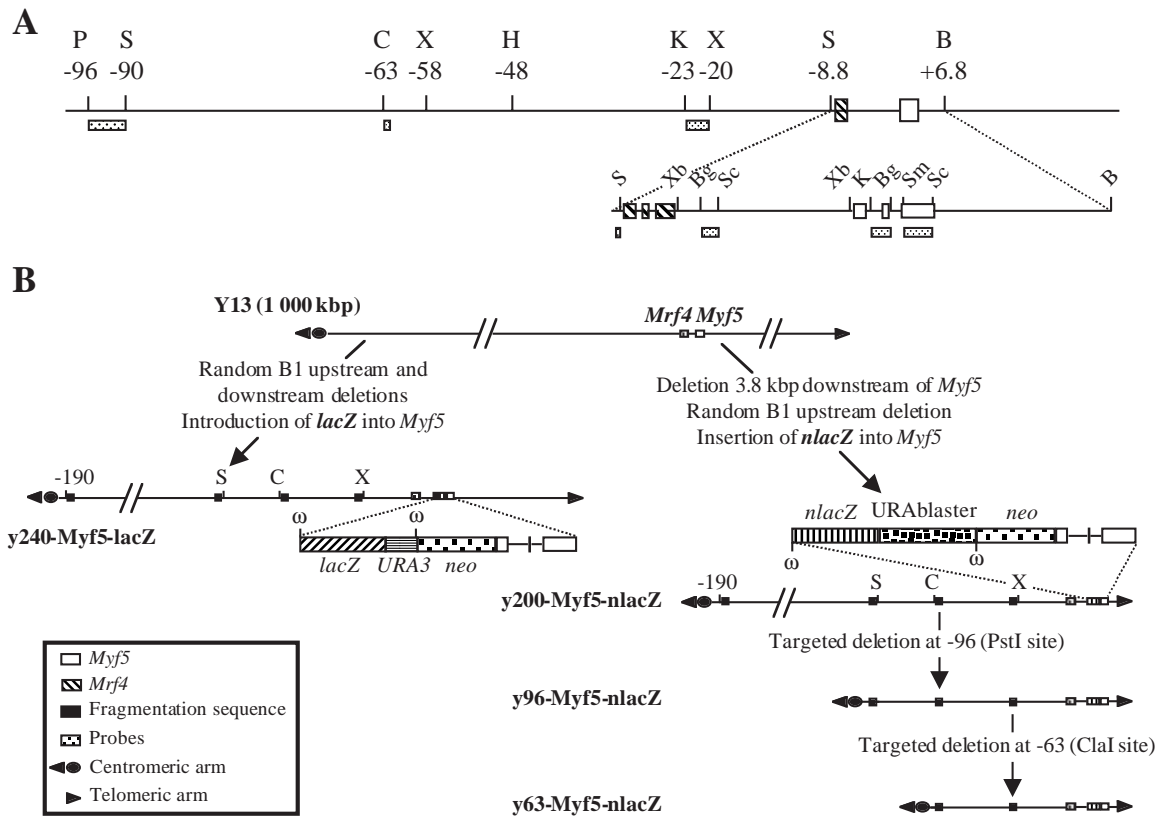 A
P S C X H K X S B
-96 -90 -63 -58 -48 -23 -20 -8.8 +6.8
S Xb Bg Sc Xb K Bg Sm Sc B
B
Y13 (1 000 kbp)
Mrf4 Myf5
Random B1 upstream and
downstream deletions
Introduction of lacZ into Myf5
Deletion 3.8 kbp downstream of Myf5
Random B1 upstream deletion
Insertion of nlacZ into Myf5
-190 S C X
y240-Myf5-lacZ
ω ω
lacZ URA3 neo
nlacZ URAblaster neo
ω ω
-190 S C X
y200-Myf5-nlacZ
Targeted deletion at -96 (PstI site)
y96-Myf5-nlacZ
Targeted deletion at -63 (ClaI site)
y63-Myf5-nlacZ
Myf5
Mrf4
Fragmentation sequence
Probes
Centromeric arm
Telomeric arm